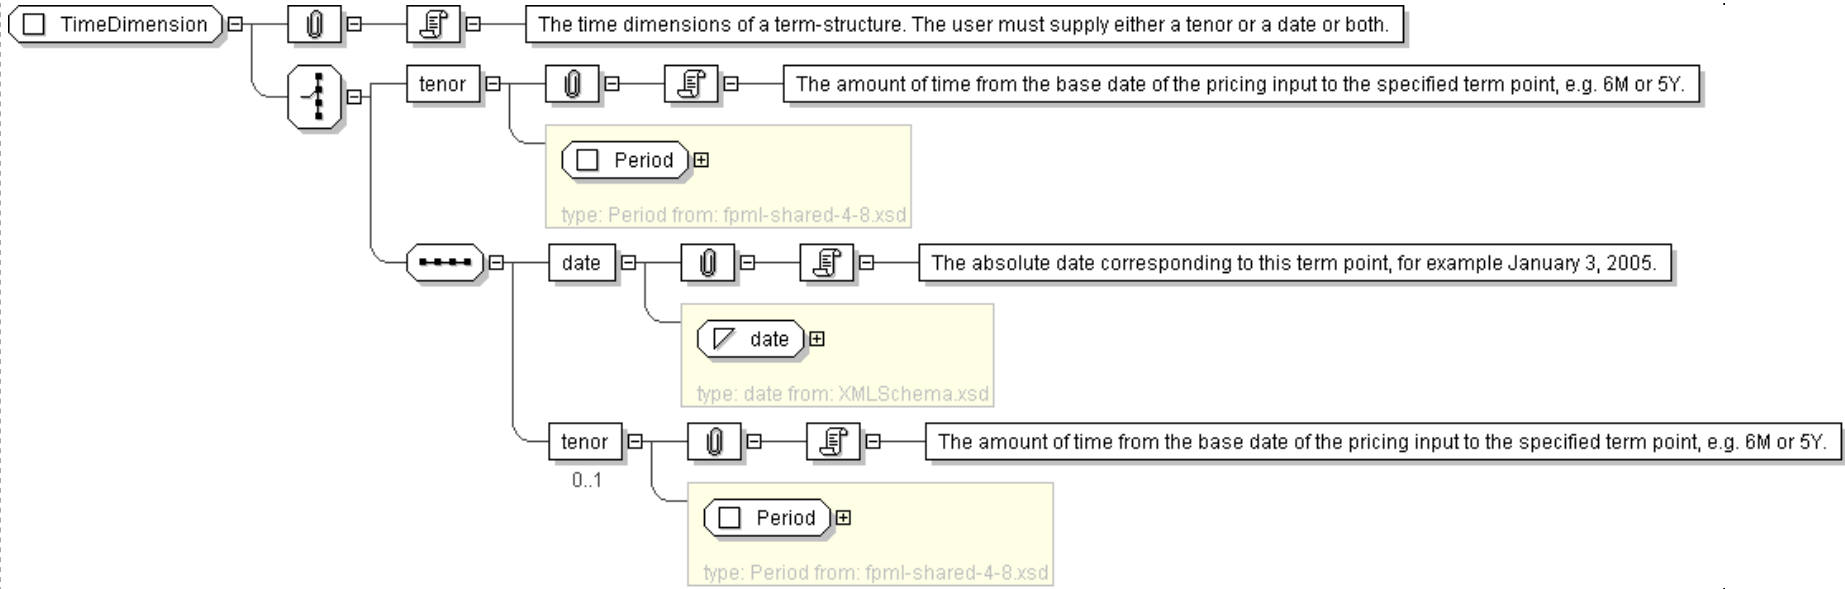 TimeDimension
The time dimensions of a term-structure. The user must supply either a tenor or a date or both.
tenor
The amount of time from the base date of the pricing input to the specified term point, e.g. 6M or 5Y.
Period
type: Period from: fpml-shared-4-8.xsd
date
The absolute date corresponding to this term point, for example January 3, 2005.
date
type: date from: XMLSchema.xsd
tenor
The amount of time from the base date of the pricing input to the specified term point, e.g. 6M or 5Y.
0..1
Period
type: Period from: fpml-shared-4-8.xsd